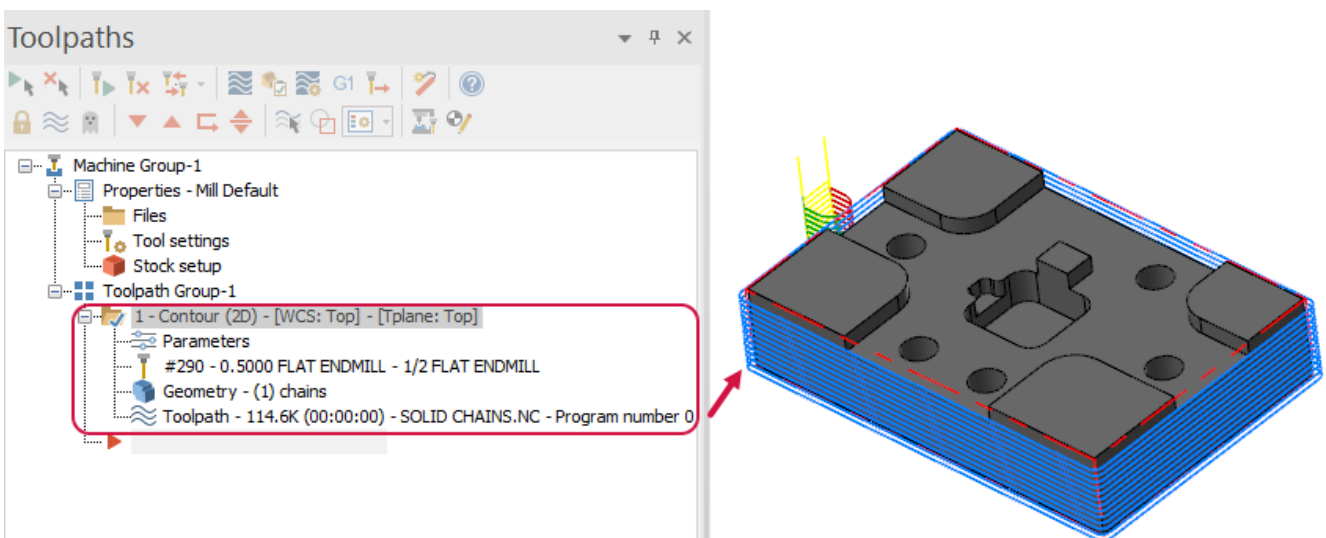 Toolpaths
G1
Machine Group-1
Properties - Mill Default
Files
Tool settings
Stock setup
Toolpath Group-1
1 - Contour (2D) - [WCS: Top] - [Tplane: Top]
Parameters
#290 - 0.5000 FLAT ENDMILL - 1/2 FLAT ENDMILL
Geometry - (1) chains
Toolpath - 114.6K (00:00:00) - SOLID CHAINS.NC - Program number 0